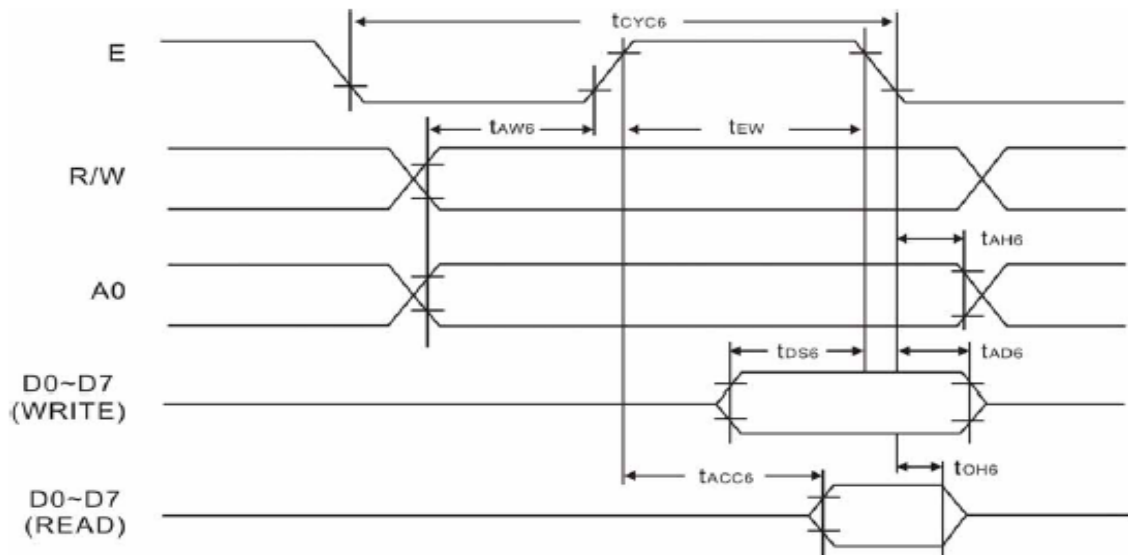 tCYC6
E
tAW6
tEW
R/W
tAH6
A0
tDS6
tAD6
D0~D7
(WRITE)
tACC6
tOH6
D0~D7
(READ)